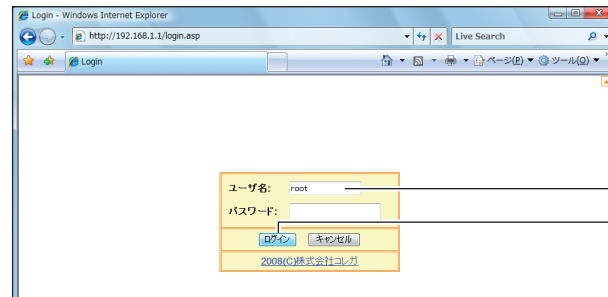 Login - Windows Internet Explorer
http://192.168.1.1/login.asp
Live Search
Login
ページ(P)
ツール(O)
ユーザ名: root
パスワード:
ログイン キャンセル
2008(C)株式会社コレガ